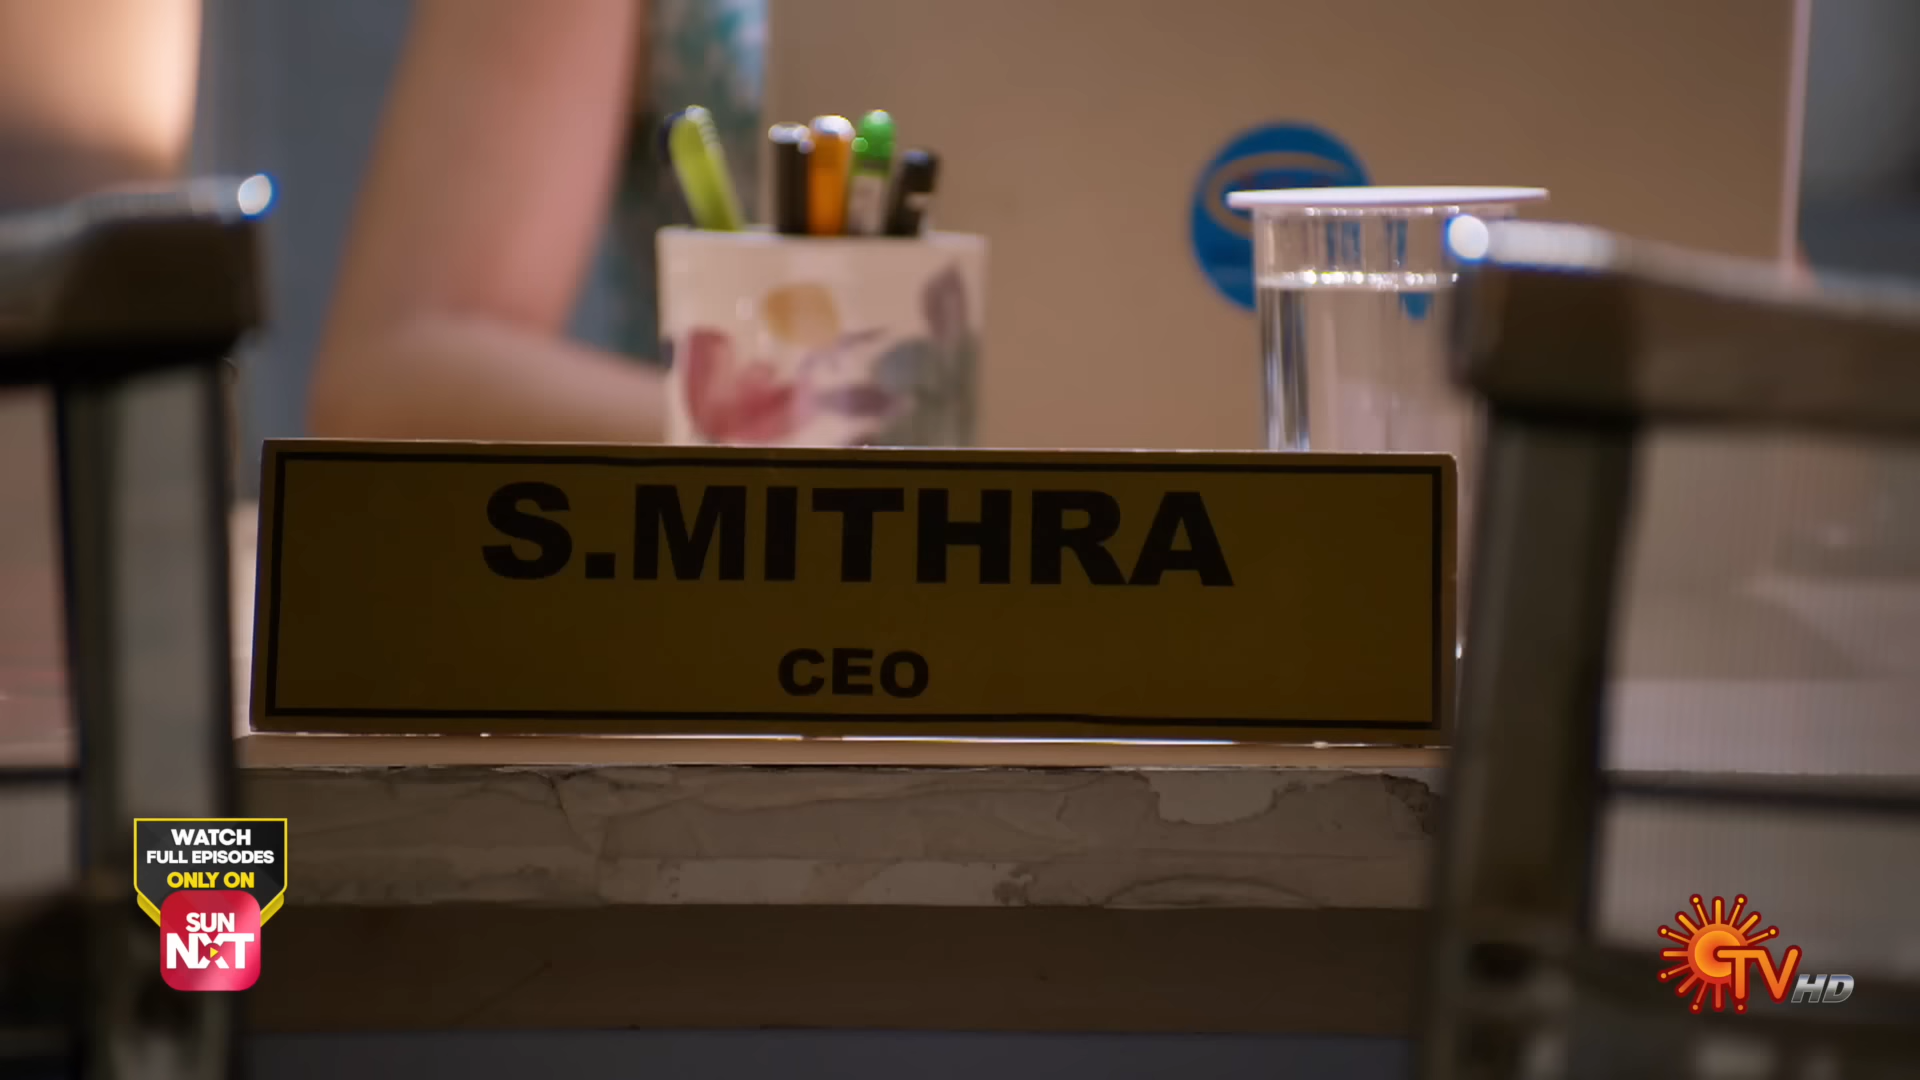 S.MITHRA
CEO
WATCH
FULL EPISODES
ONLY ON
SUN
NXT
TV HD